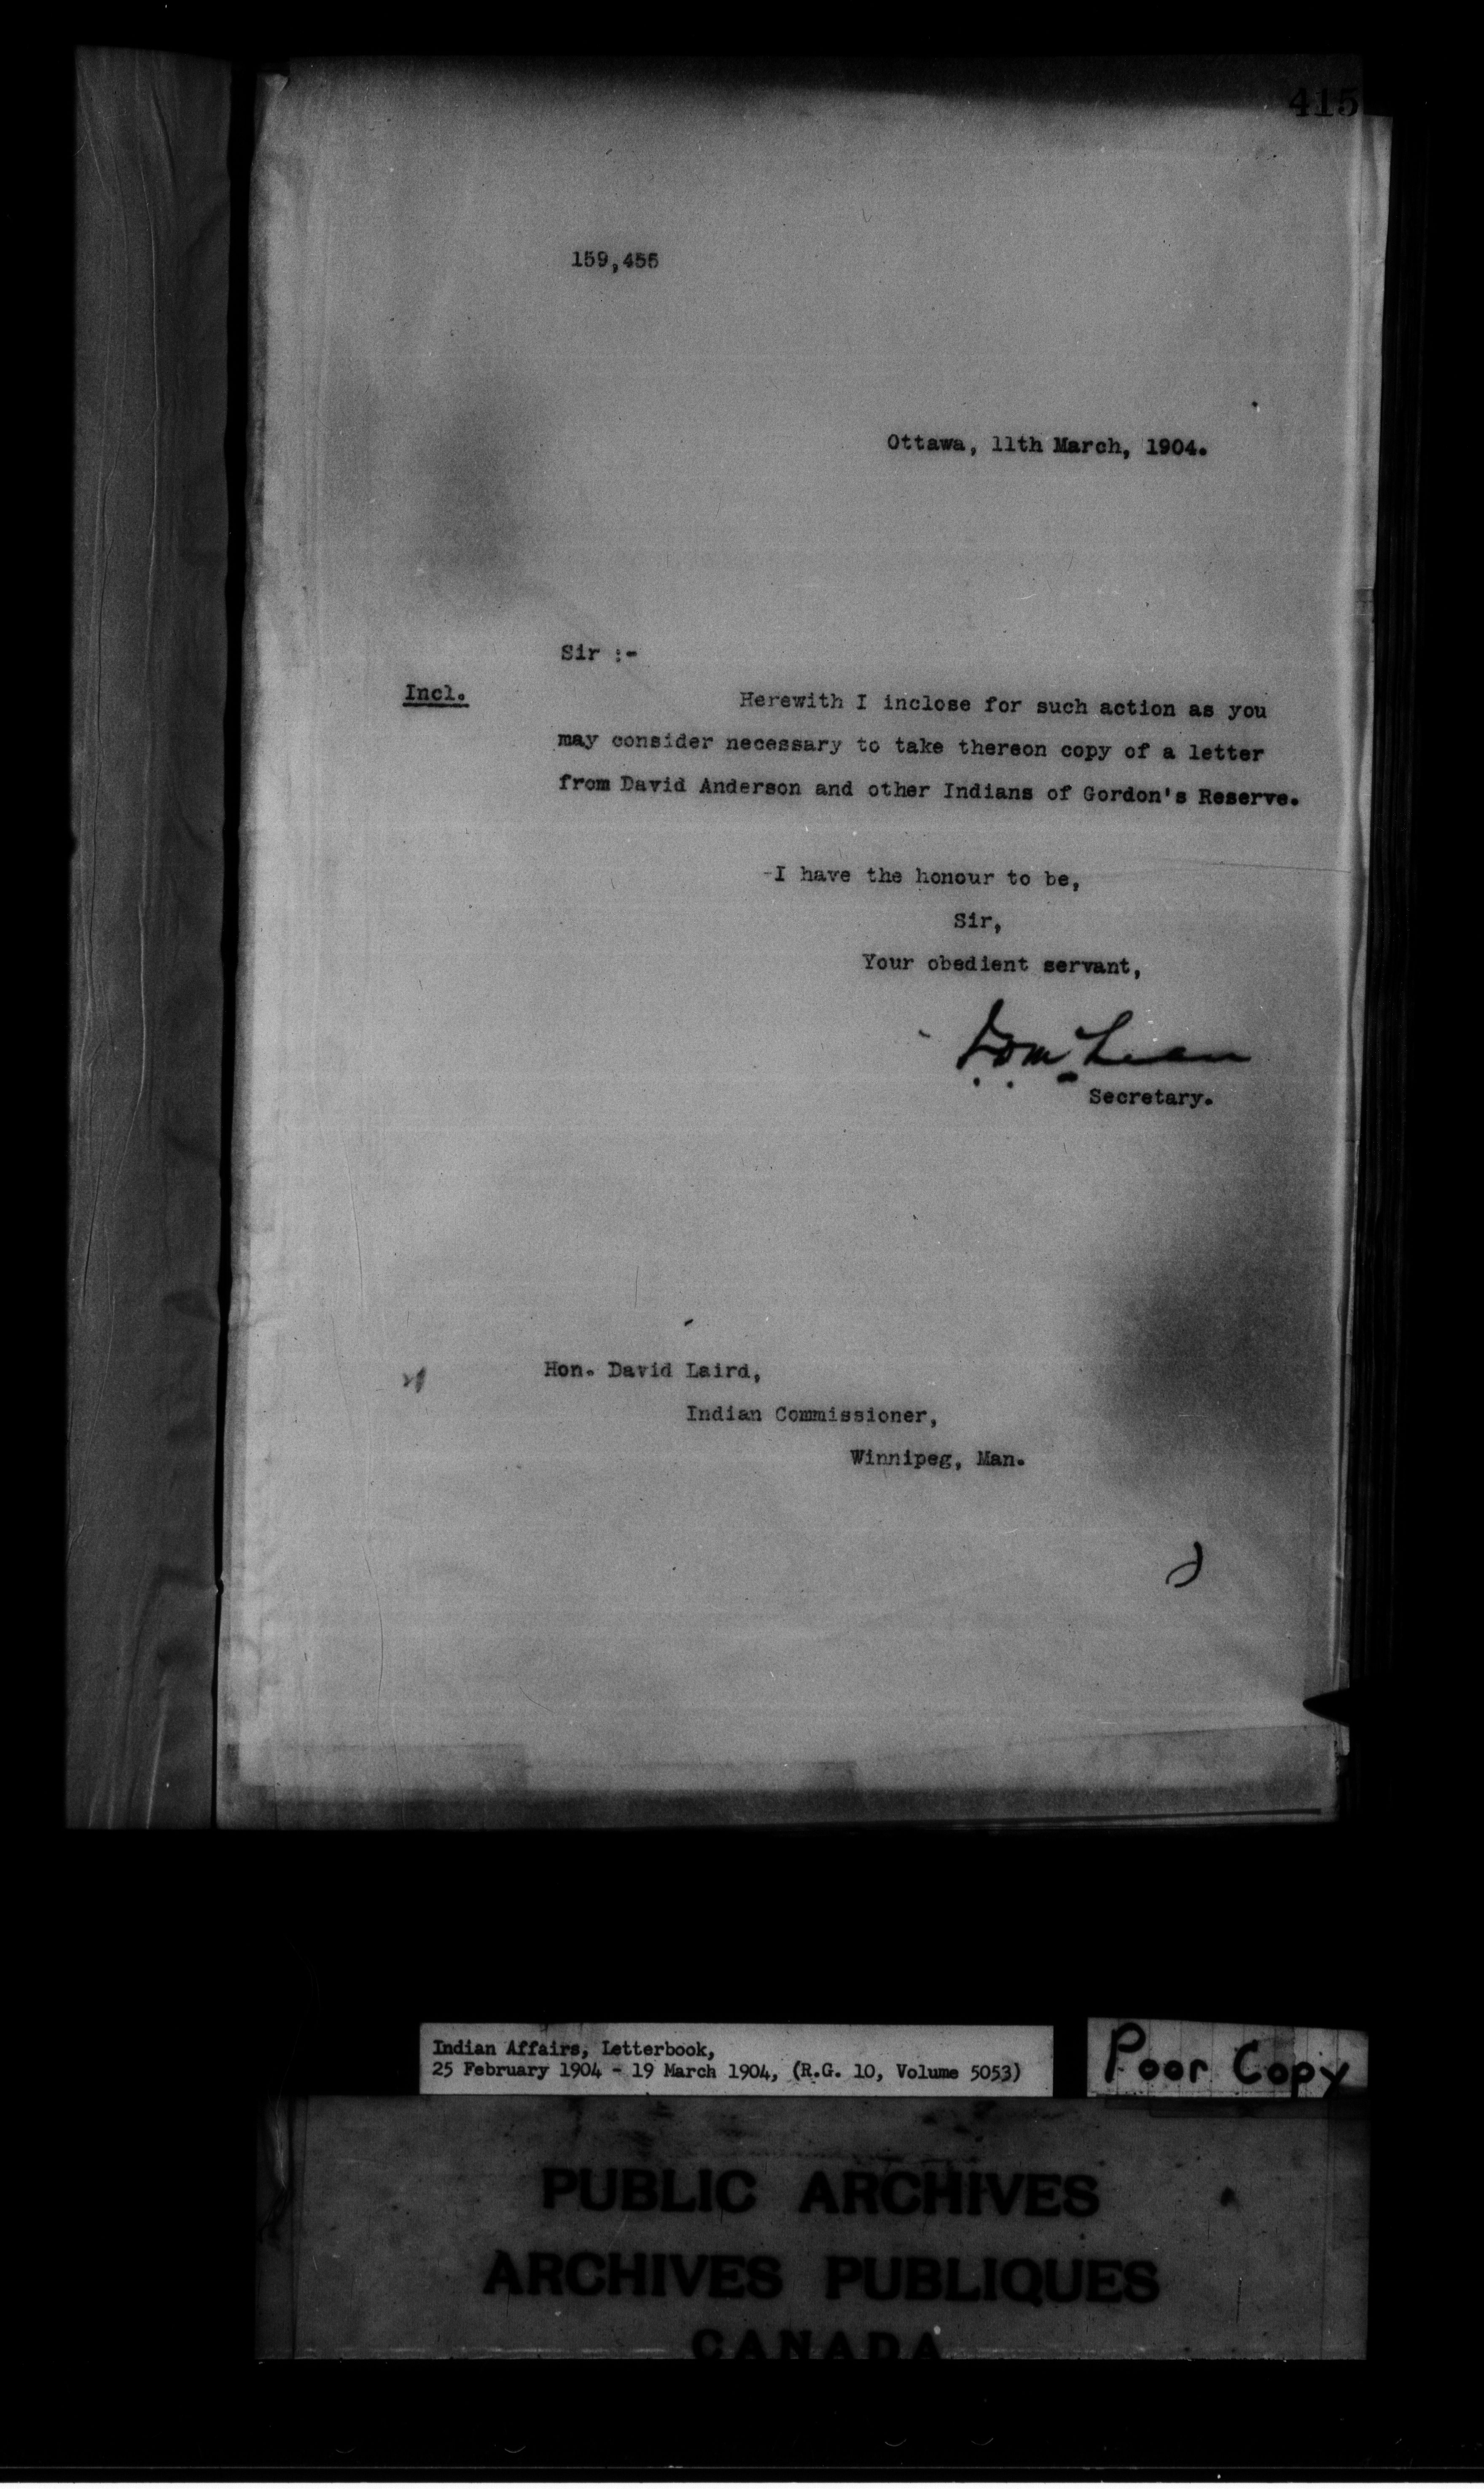 415
159,455
Ottawa, 11th March, 1904.
Sir :-
Incl.
Herewith I inclose for such action as you
may consider necessary to take thereon copy of a letter
from David Anderson and other Indians of Gordon's Reserve.
I have the honour to be,
Sir,
Your obedient servant,
J. D. McLean
Secretary.
Hon. David Laird,
Indian Commissioner,
Winnipeg, Man.
Indian Affairs, Letterbook,
25 February 1904 - 19 March 1904, (R.G. 10, Volume 5053)
Poor Copy
PUBLIC ARCHIVES
ARCHIVES PUBLIQUES
CANADA